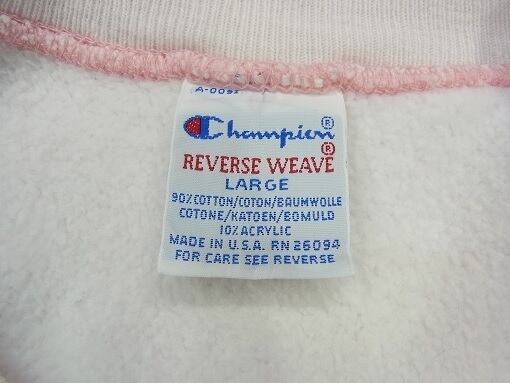 Champion®
REVERSE WEAVE®
LARGE
90% COTTON/COTON/BAUMWOLLE
COTONE/KATOEN/BOMULD
10% ACRYLIC
MADE IN U.S.A. RN 26094
FOR CARE SEE REVERSE